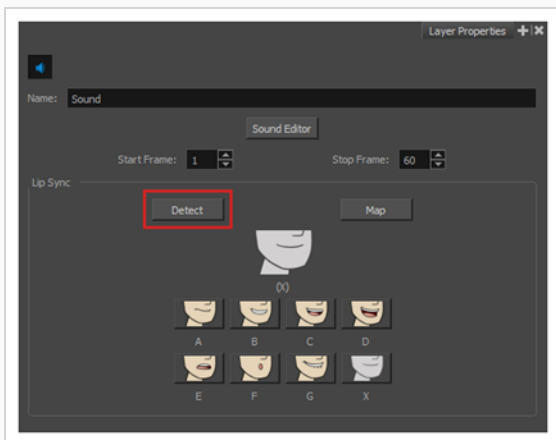 Layer Properties
Name: Sound
Sound Editor
Start Frame: 1 Stop Frame: 60
Lip Sync
Detect Map
(X)
A B C D
E F G X